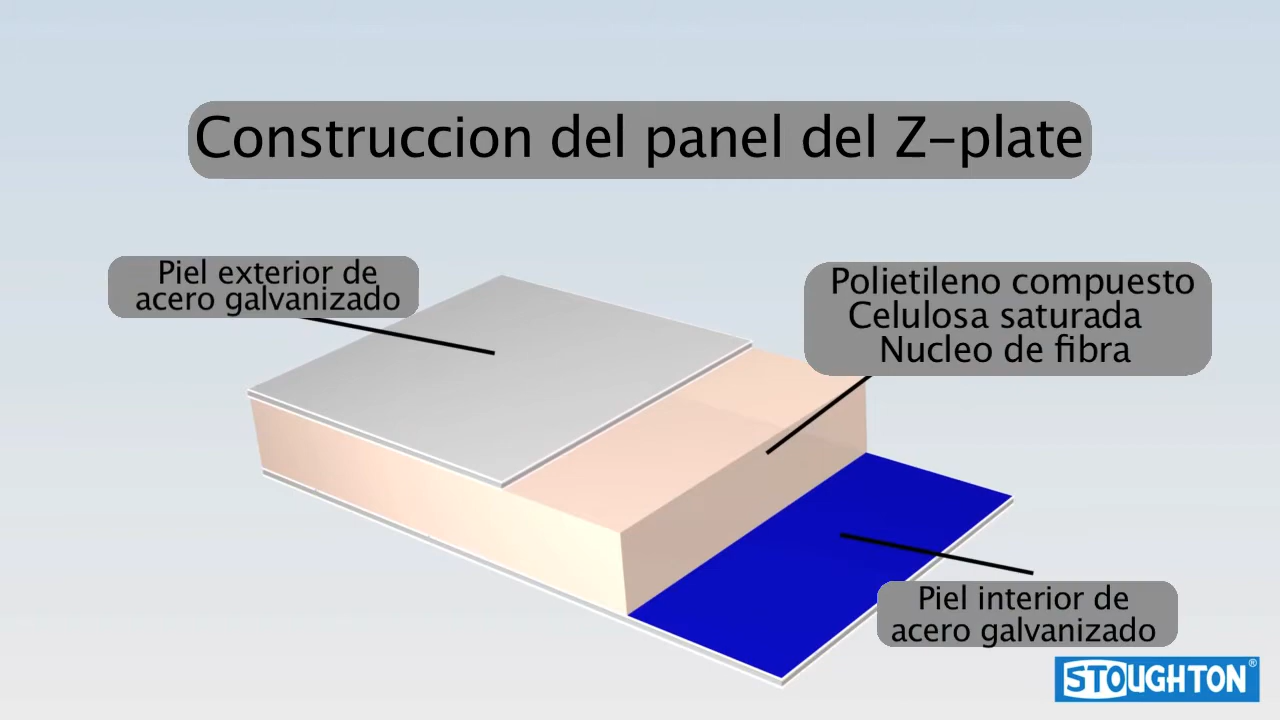 Construccion del panel del Z-plate
Piel exterior de
acero galvanizado
Polietileno compuesto
Celulosa saturada
Nucleo de fibra
Piel interior de
acero galvanizado
STOUGHTON®